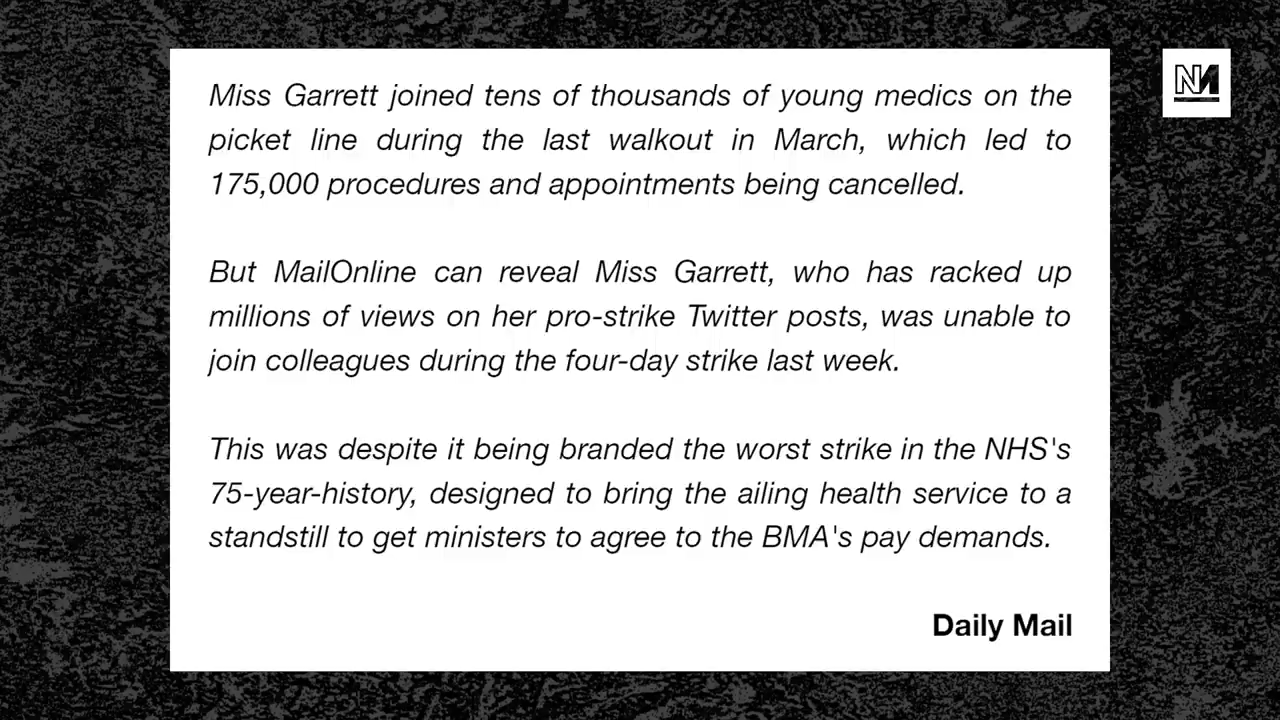 Miss Garrett joined tens of thousands of young medics on the
picket line during the last walkout in March, which led to
175,000 procedures and appointments being cancelled.
But MailOnline can reveal Miss Garrett, who has racked up
millions of views on her pro-strike Twitter posts, was unable to
join colleagues during the four-day strike last week.
This was despite it being branded the worst strike in the NHS's
75-year-history, designed to bring the ailing health service to a
standstill to get ministers to agree to the BMA's pay demands.
Daily Mail
NM